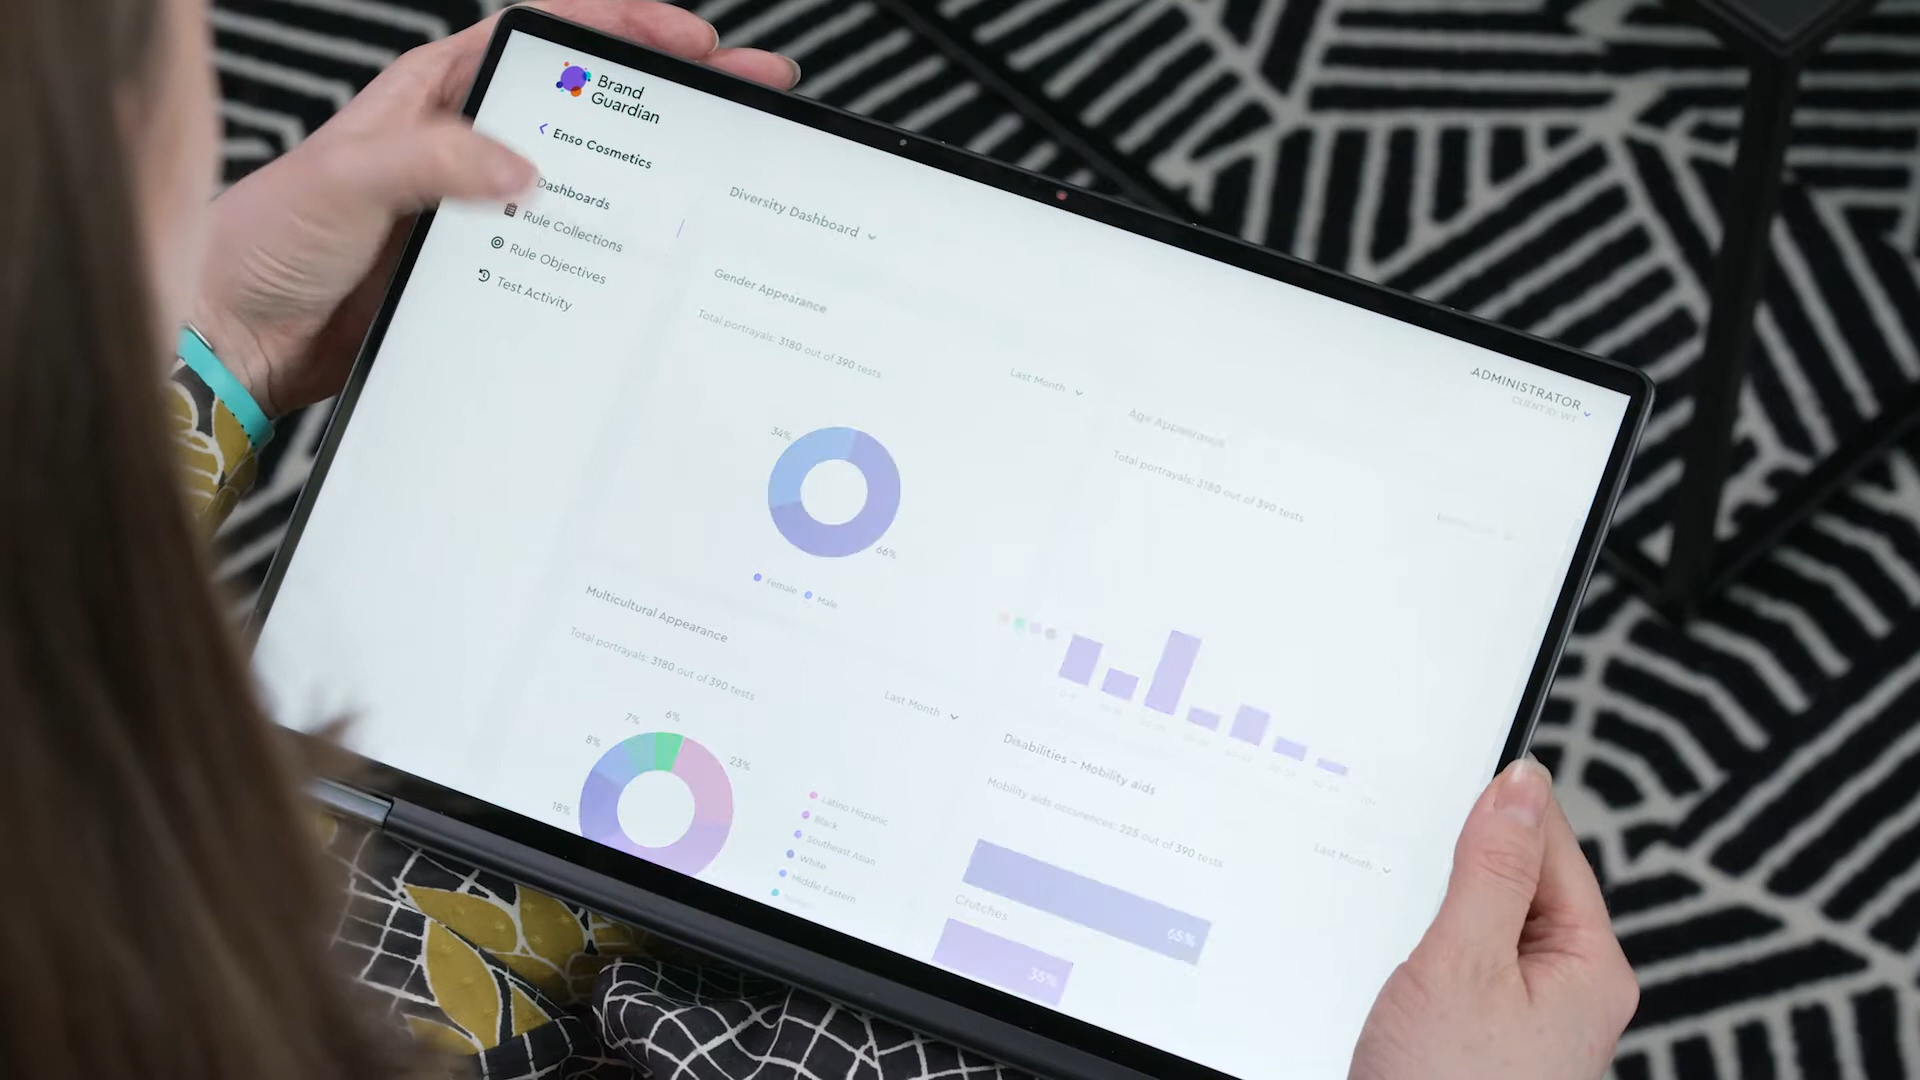 Brand
Guardian
Enso Cosmetics
Dashboards
Rule Collections
Rule Objectives
Test Activity
Diversity Dashboard
ADMINISTRATOR
CLIENT ID: WT
Gender Appearance
Total portrayals: 3180 out of 390 tests
Last Month
34%
66%
Female
Male
Age Appearance
Total portrayals: 3180 out of 390 tests
Multicultural Appearance
Total portrayals: 3180 out of 390 tests
Last Month
6%
7%
8%
23%
18%
Latino Hispanic
Black
Southeast Asian
White
Middle Eastern
Disabilities – Mobility aids
Mobility aids occurences: 225 out of 390 tests
Last Month
65%
Crutches
35%